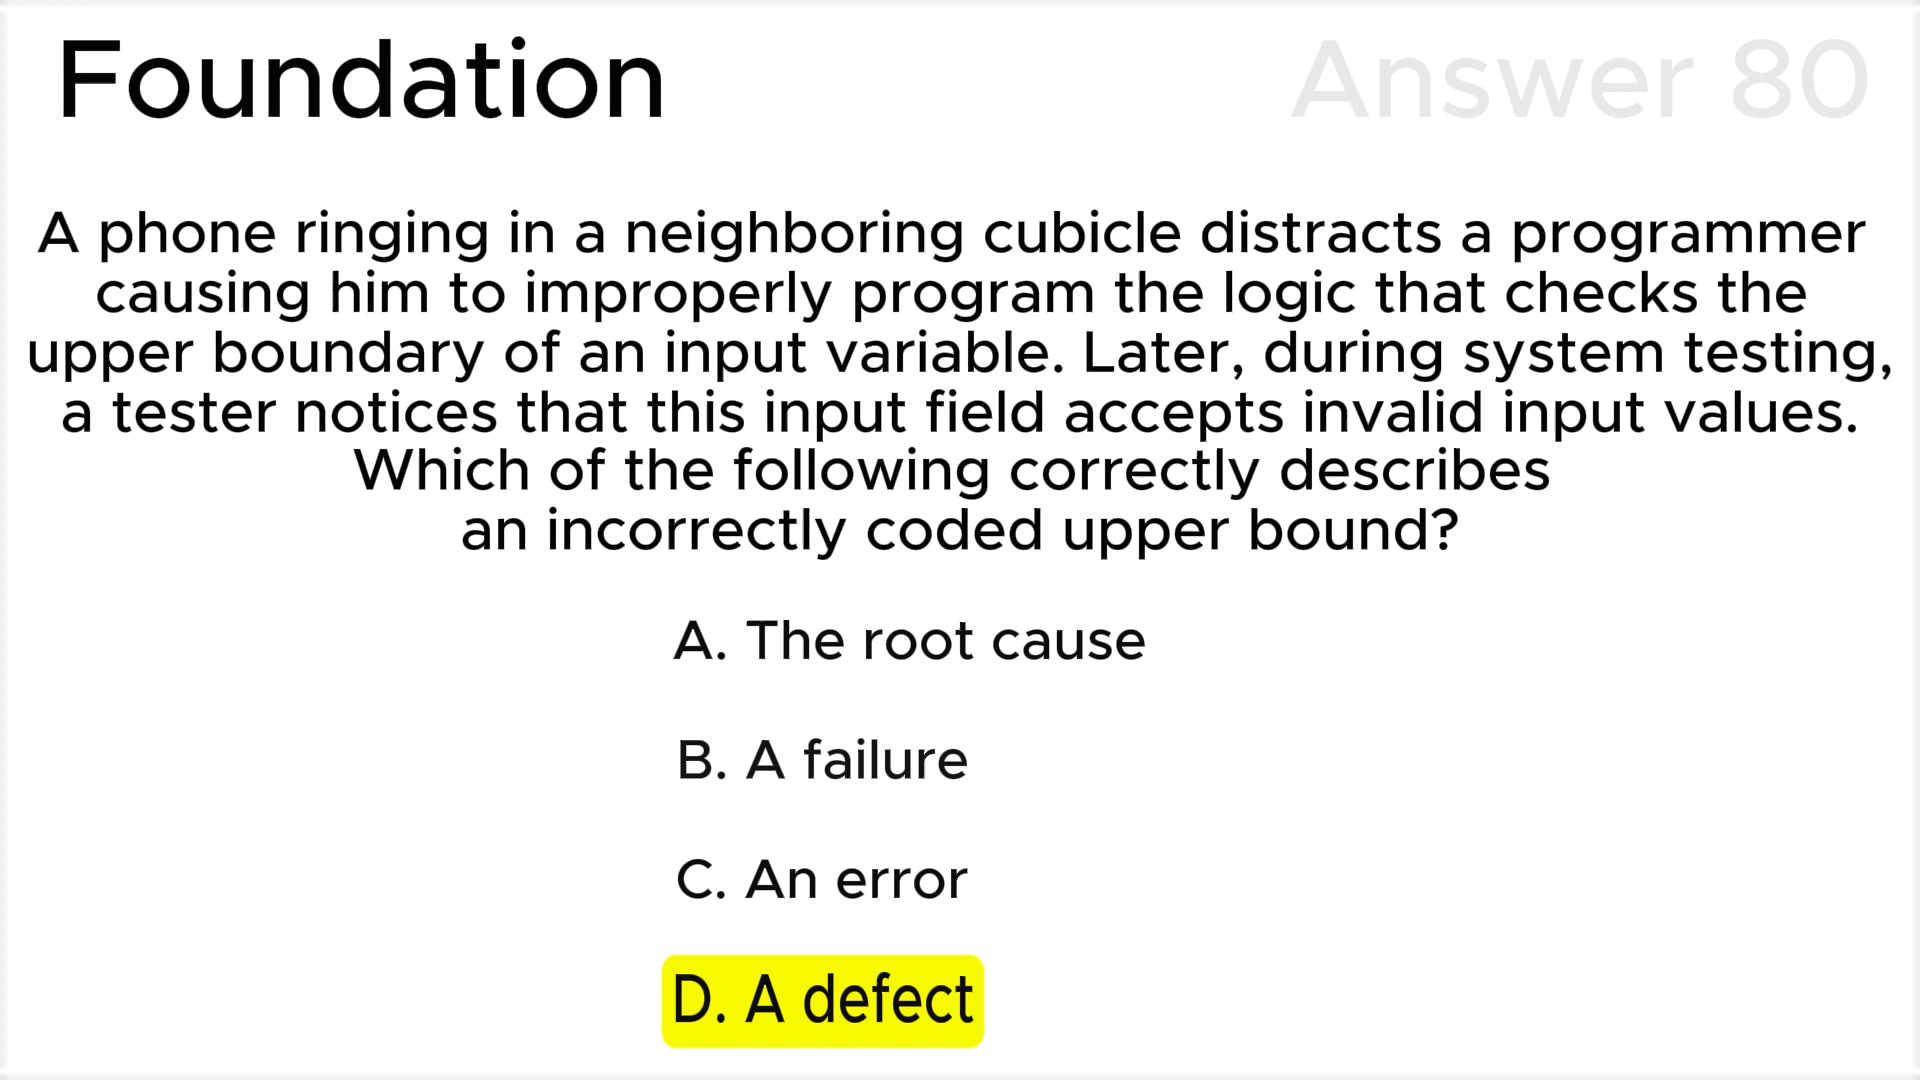 Foundation
Answer 80
A phone ringing in a neighboring cubicle distracts a programmer
causing him to improperly program the logic that checks the
upper boundary of an input variable. Later, during system testing,
a tester notices that this input field accepts invalid input values.
Which of the following correctly describes
an incorrectly coded upper bound?
A. The root cause
B. A failure
C. An error
D. A defect